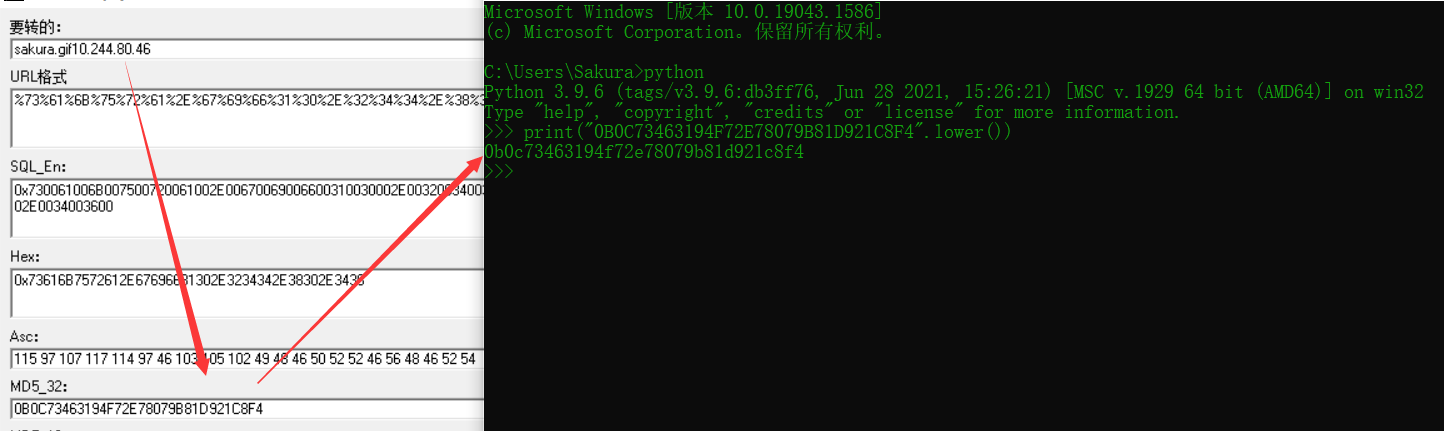 要转的：
sakura.gif10.244.80.46
URL格式
%73%61%6B%75%72%61%2E%67%69%66%31%30%2E%32%34%34%2E%38%3
SQL_En:
02E0034003600
Hex:
Asc:
115 97 107 117 114 97 46 103 105 102 49 48 46 50 52 52 46 56 48 46 52 54
MD5_32:
0B0C73463194F72E78079B81D921C8F4
Microsoft Windows [版本 10.0.19043.1586]
(c) Microsoft Corporation。保留所有权利。
C:\Users\Sakura>python
Python 3.9.6 (tags/v3.9.6:db3ff76, Jun 28 2021, 15:26:21) [MSC v.1929 64 bit (AMD64)] on win32
Type "help", "copyright", "credits" or "license" for more information.
>>> print("0B0C73463194F72E78079B81D921C8F4".lower())
0b0c73463194f72e78079b81d921c8f4
>>>